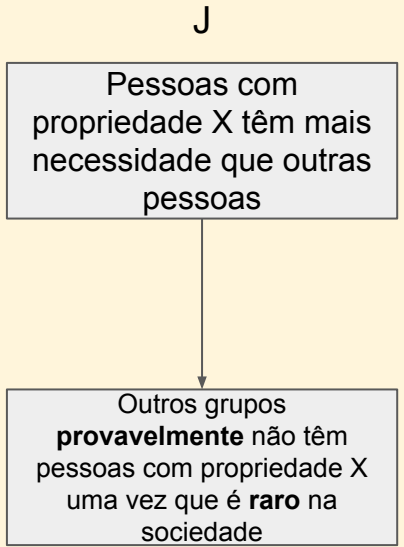 J
Pessoas com
propriedade X têm mais
necessidade que outras
pessoas
Outros grupos
provavelmente não têm
pessoas com propriedade X
uma vez que é raro na
sociedade